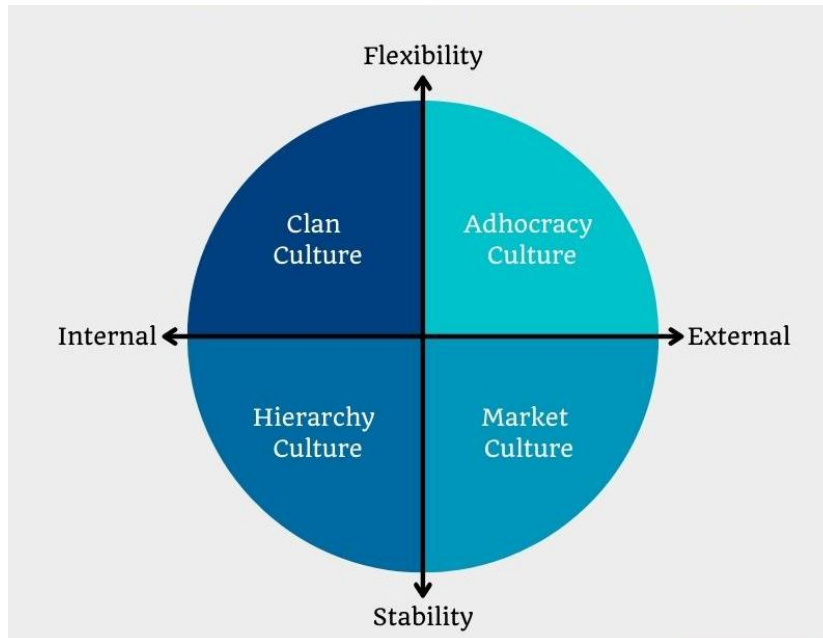 Flexibility
Clan
Culture
Adhocracy
Culture
Internal
External
Hierarchy
Culture
Market
Culture
Stability